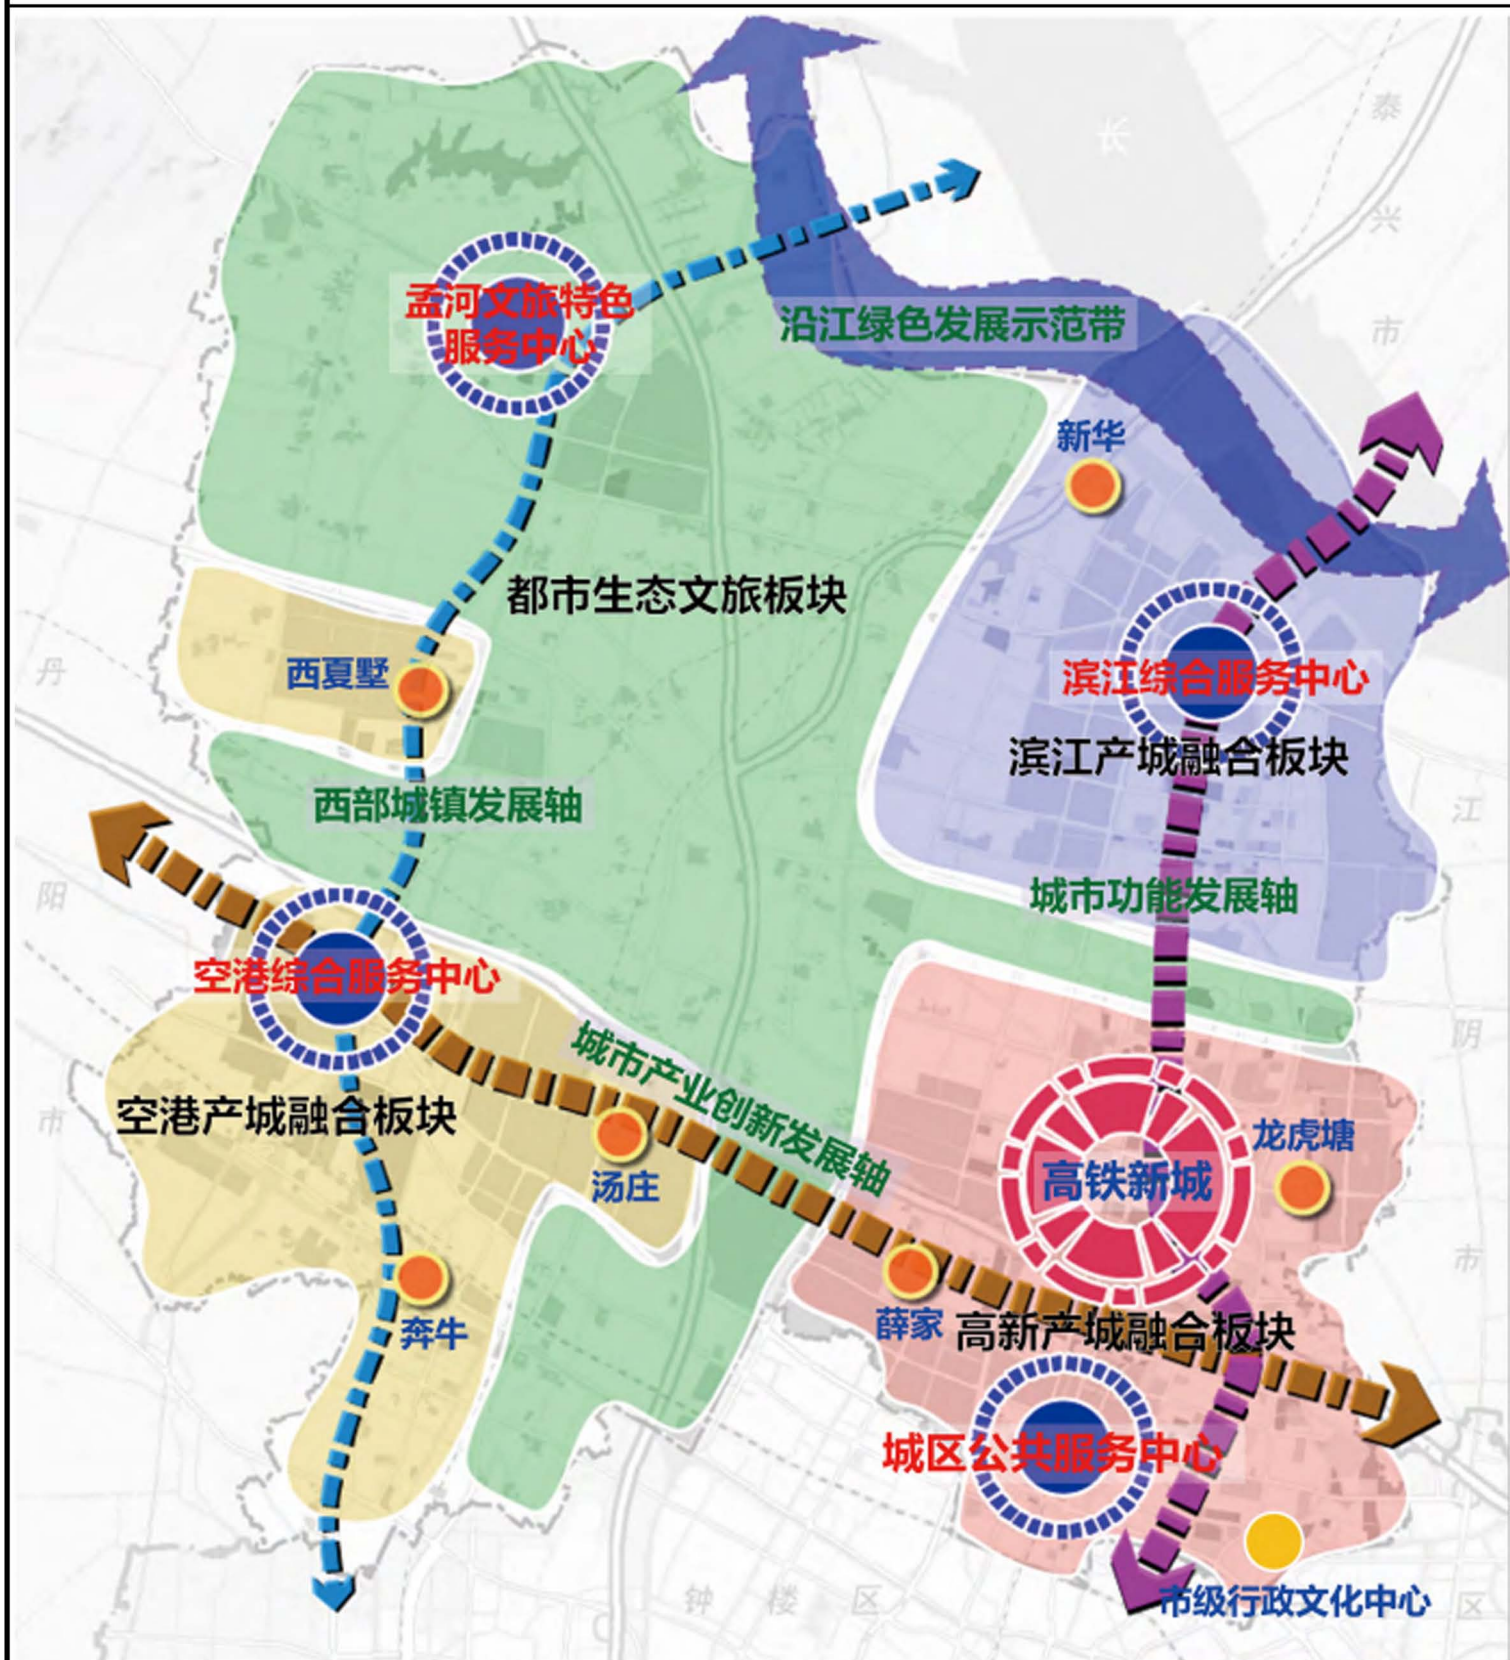 长
泰
兴
市
孟河文旅特色
服务中心
沿江绿色发展示范带
新华
都市生态文旅板块
丹
阳
市
西夏墅
滨江综合服务中心
滨江产城融合板块
西部城镇发展轴
江
阴
市
城市功能发展轴
空港综合服务中心
城市产业创新发展轴
空港产城融合板块
汤庄
高铁新城
龙虎塘
奔牛
薛家
高新产城融合板块
城区公共服务中心
市级行政文化中心
钟楼区
区